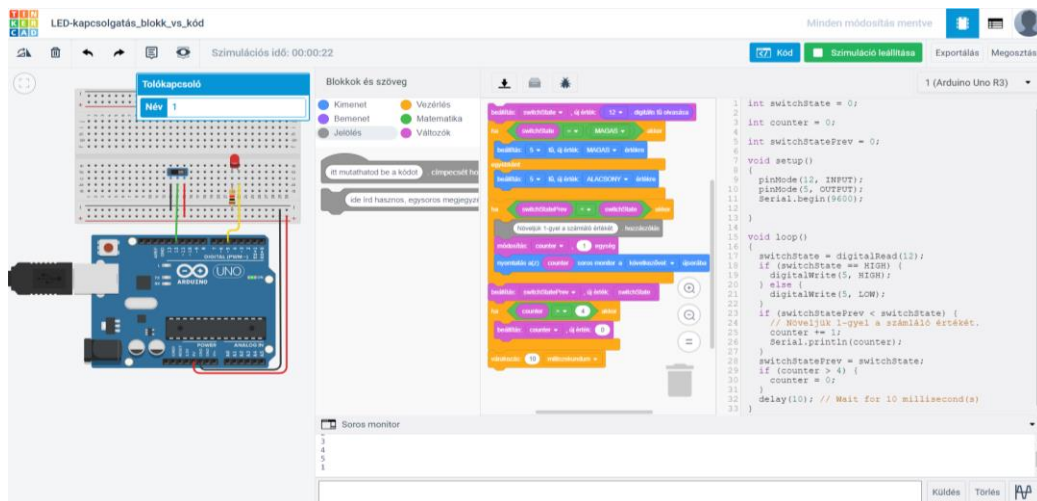 TINKERCAD
LED-kapcsolgatás_blokk_vs_kód
Minden módosítás mentve
Szimulációs idő: 00:00:22
Kód
Szimuláció leállítása
Exportálás
Megosztás
Tolókapcsoló
Név 1
DIGITAL (PWM~)
UNO
ARDUINO
POWER
ANALOG IN
Blokkok és szöveg
Kimenet
Vezérlés
Bemenet
Matematika
Jelölés
Változók
itt mutathatod be a kódot
, címpecsét
ide írd hasznos, egysoros
beállítás: switchState , új érték: 12 digitális tű olvasása
ha switchState = MAGAS akkor
beállítás: 5 tű, új érték: MAGAS értékre
egyébként
beállítás: 5 tű, új érték: ALACSONY értékre
ha switchStatePrev < switchState akkor
Növeljük 1-gyel a számláló értékét
hozzászólás
módosítás: counter , 1 egység
nyomtatás a(z) counter soros monitor a következővel újsorba
beállítás: switchStatePrev , új érték: switchState
ha counter > 4 akkor
beállítás: counter , új érték: 0
várakozás: 10
1 (Arduino Uno R3)
1 int switchState = 0;
2
3 int counter = 0;
4
5 int switchStatePrev = 0;
6
7 void setup()
8 {
9 pinMode(12, INPUT);
10 pinMode(5, OUTPUT);
11 Serial.begin(9600);
12
13 }
14
15 void loop()
16 {
17 switchState = digitalRead(12);
18 if (switchState == HIGH) {
19 digitalWrite(5, HIGH);
20 } else {
21 digitalWrite(5, LOW);
22 }
23 if (switchStatePrev < switchState) {
24 // Növeljük 1-gyel a számláló értékét.
25 counter += 1;
26 Serial.println(counter);
27 }
28 switchStatePrev = switchState;
29 if (counter > 4) {
30 counter = 0;
31 }
32 delay(10); // Wait for 10 millisecond(s)
33 }
Soros monitor
3
4
5
1
Küldés
Törlés